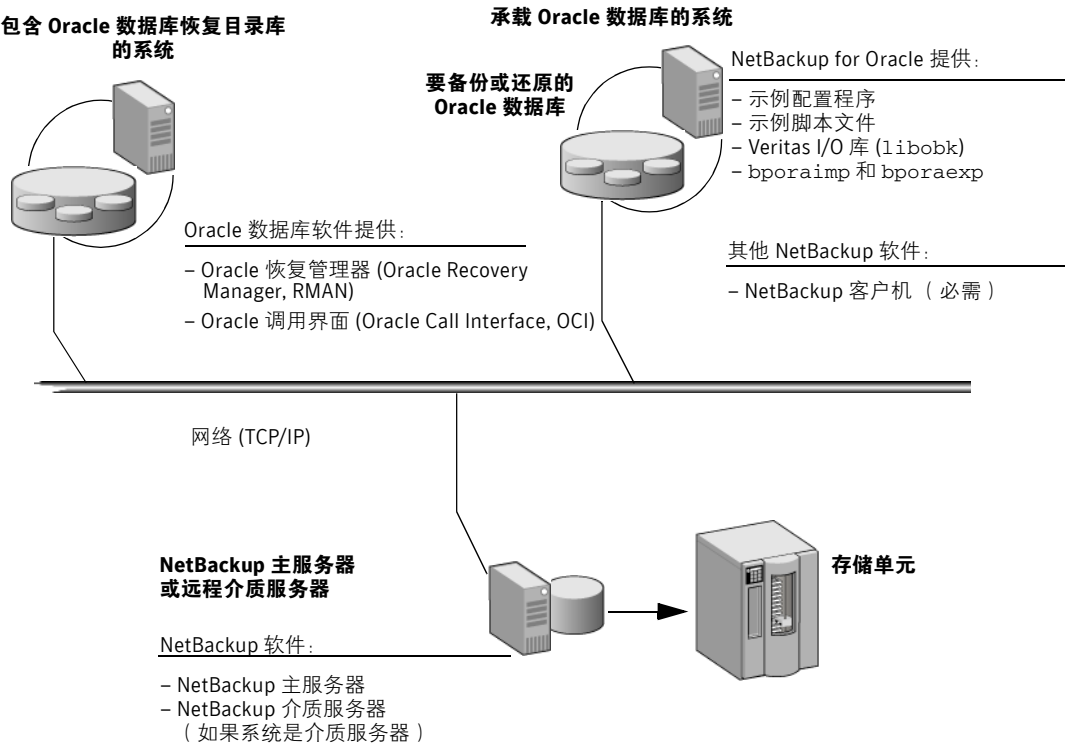 包含 Oracle 数据库恢复目录库
的系统
承载 Oracle 数据库的系统
要备份或还原的
Oracle 数据库
NetBackup for Oracle 提供：
– 示例配置程序
– 示例脚本文件
– Veritas I/O 库 (libobk)
– bporaimp 和 bporaexp
Oracle 数据库软件提供：
– Oracle 恢复管理器 (Oracle Recovery
Manager, RMAN)
– Oracle 调用界面 (Oracle Call Interface, OCI)
其他 NetBackup 软件：
– NetBackup 客户机 （必需）
网络 (TCP/IP)
NetBackup 主服务器
或远程介质服务器
存储单元
NetBackup 软件：
– NetBackup 主服务器
– NetBackup 介质服务器
（如果系统是介质服务器）